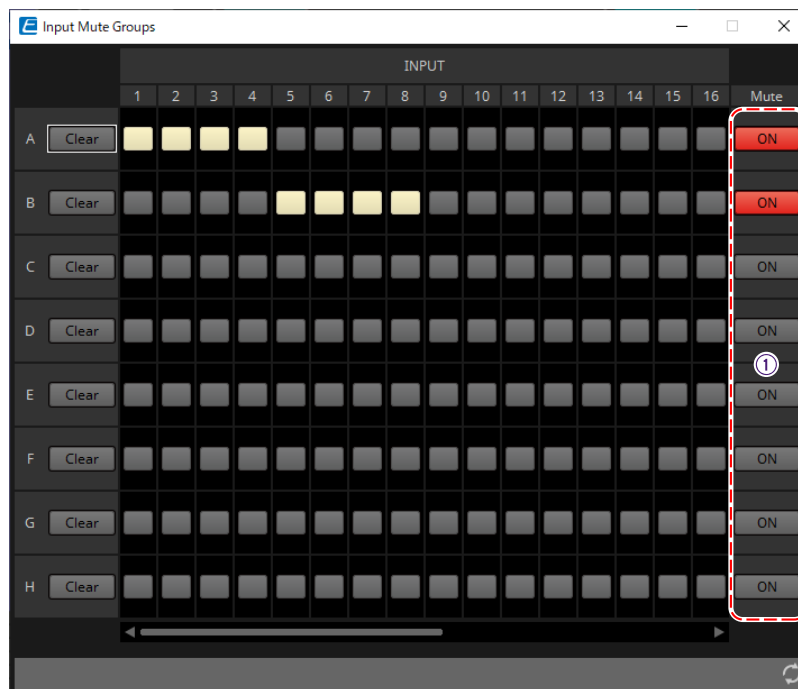 Input Mute Groups
INPUT
1 2 3 4 5 6 7 8 9 10 11 12 13 14 15 16 Mute
A Clear ON
B Clear ON
C Clear ON
D Clear ON
①
E Clear ON
F Clear ON
G Clear ON
H Clear ON